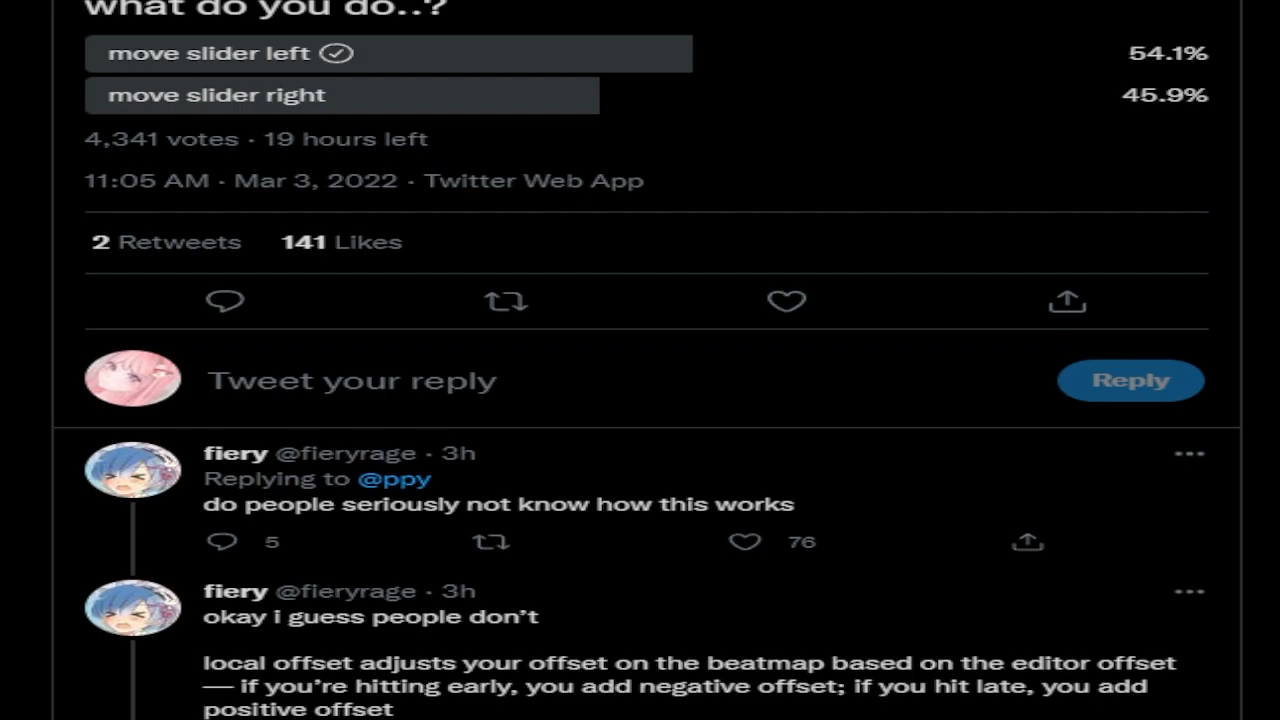 what do you do..?
move slider left
54.1%
move slider right
45.9%
4,341 votes · 19 hours left
11:05 AM · Mar 3, 2022 · Twitter Web App
2 Retweets 141 Likes
Tweet your reply
Reply
fiery @fieryrage · 3h
Replying to @ppy
do people seriously not know how this works
5
76
fiery @fieryrage · 3h
okay i guess people don't
local offset adjusts your offset on the beatmap based on the editor offset
— if you're hitting early, you add negative offset; if you hit late, you add
positive offset